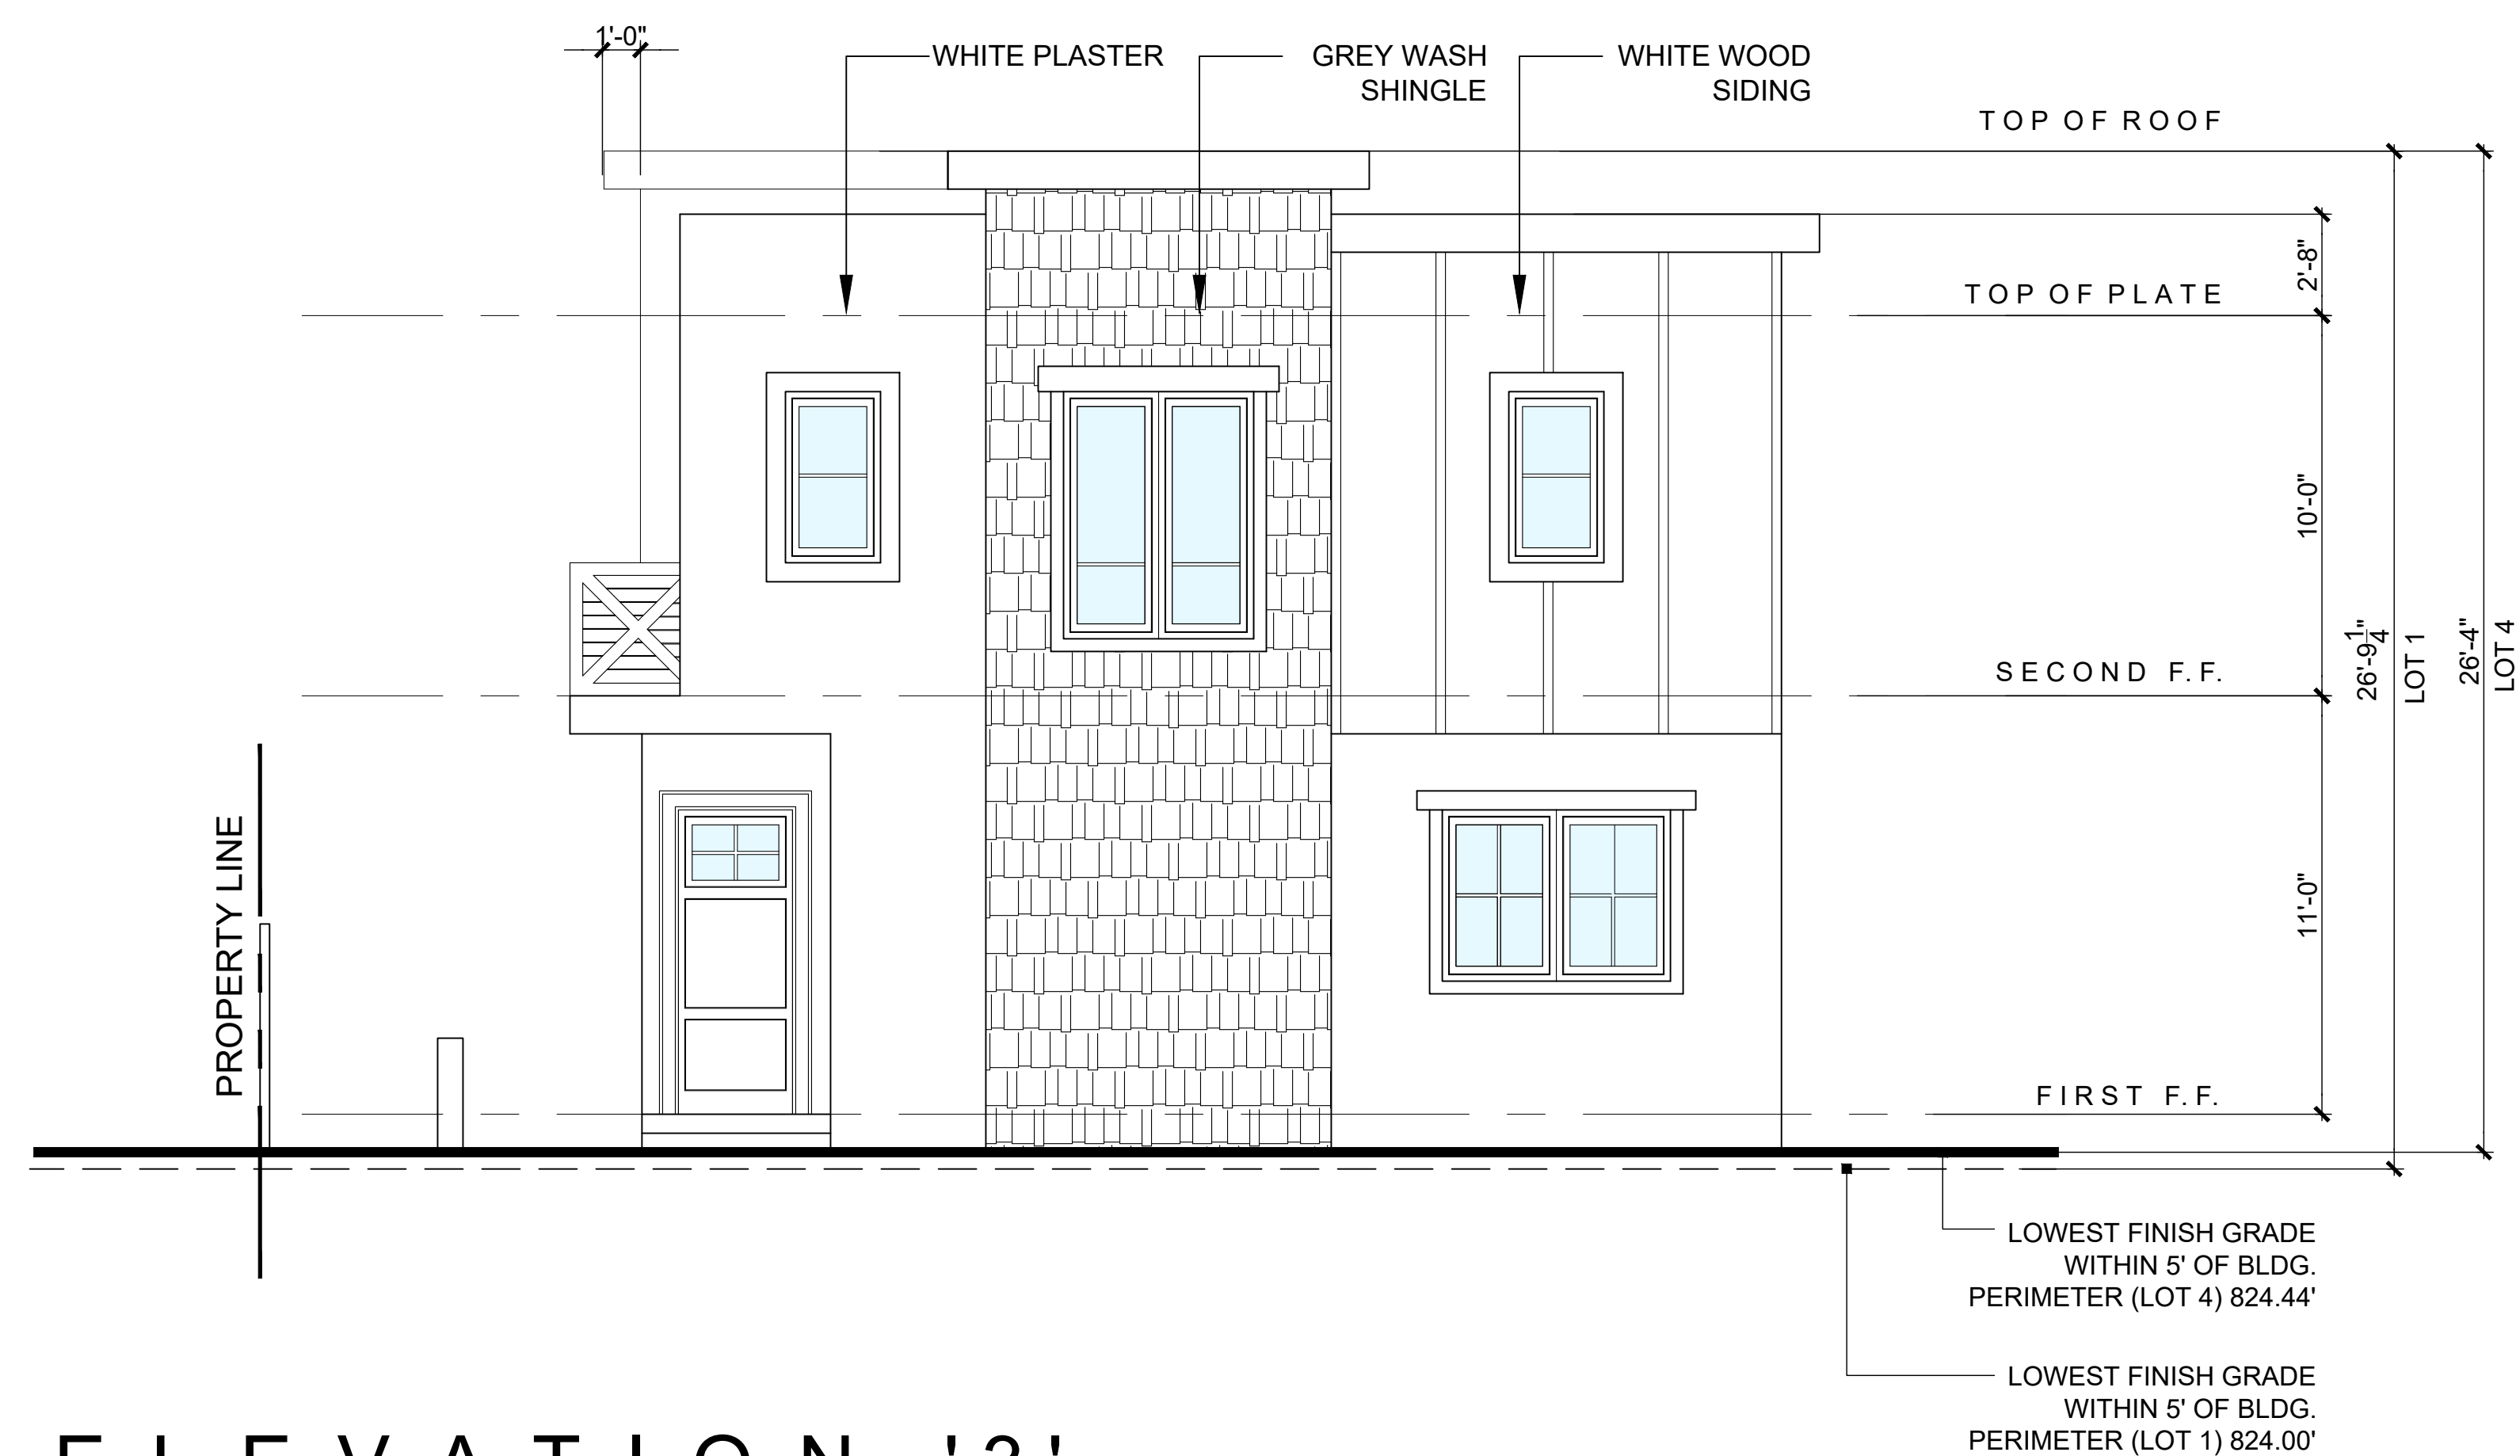 1'-0"
WHITE PLASTER
GREY WASH
SHINGLE
WHITE WOOD
SIDING
TOP OF ROOF
2'-8"
TOP OF PLATE
10'-0"
SECOND F.F.
26'-9 1/4"
LOT 1
26'-4"
LOT 4
11'-0"
PROPERTY LINE
FIRST F.F.
LOWEST FINISH GRADE
WITHIN 5' OF BLDG.
PERIMETER (LOT 4) 824.44'
LOWEST FINISH GRADE
WITHIN 5' OF BLDG.
PERIMETER (LOT 1) 824.00'
ELEVATION